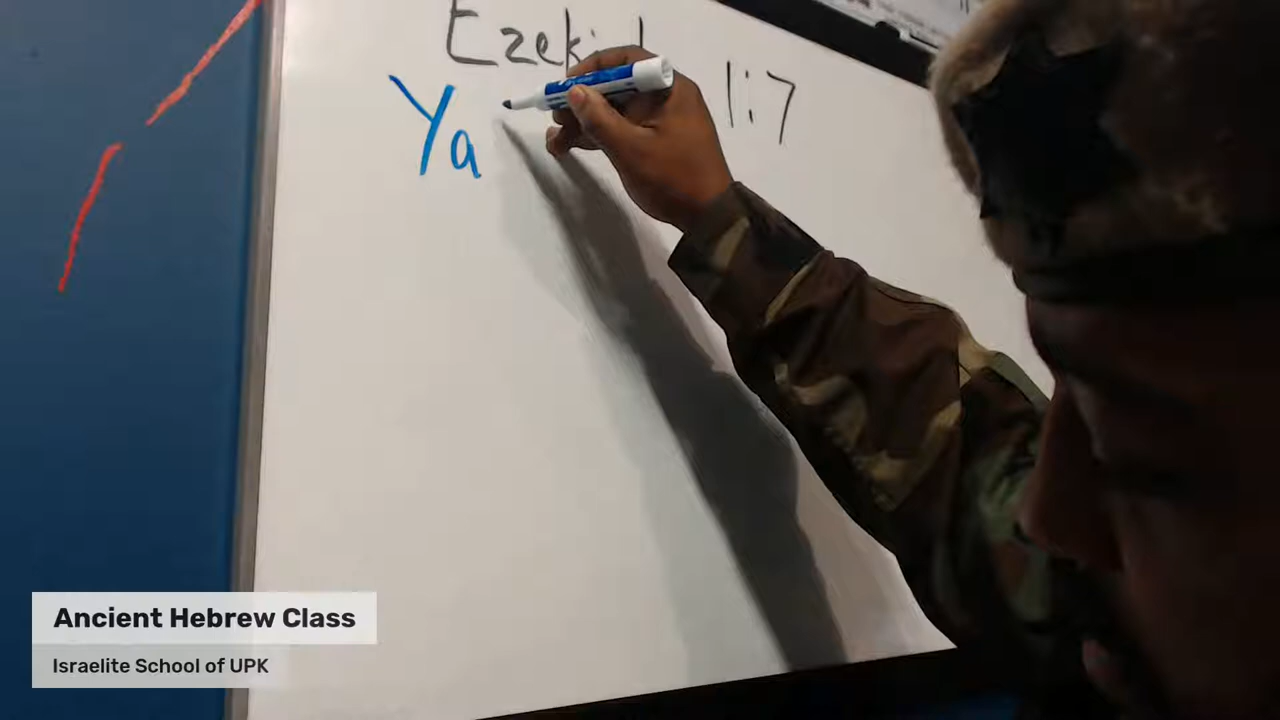 Ezekiel 1:7
Ya
Ancient Hebrew Class
Israelite School of UPK